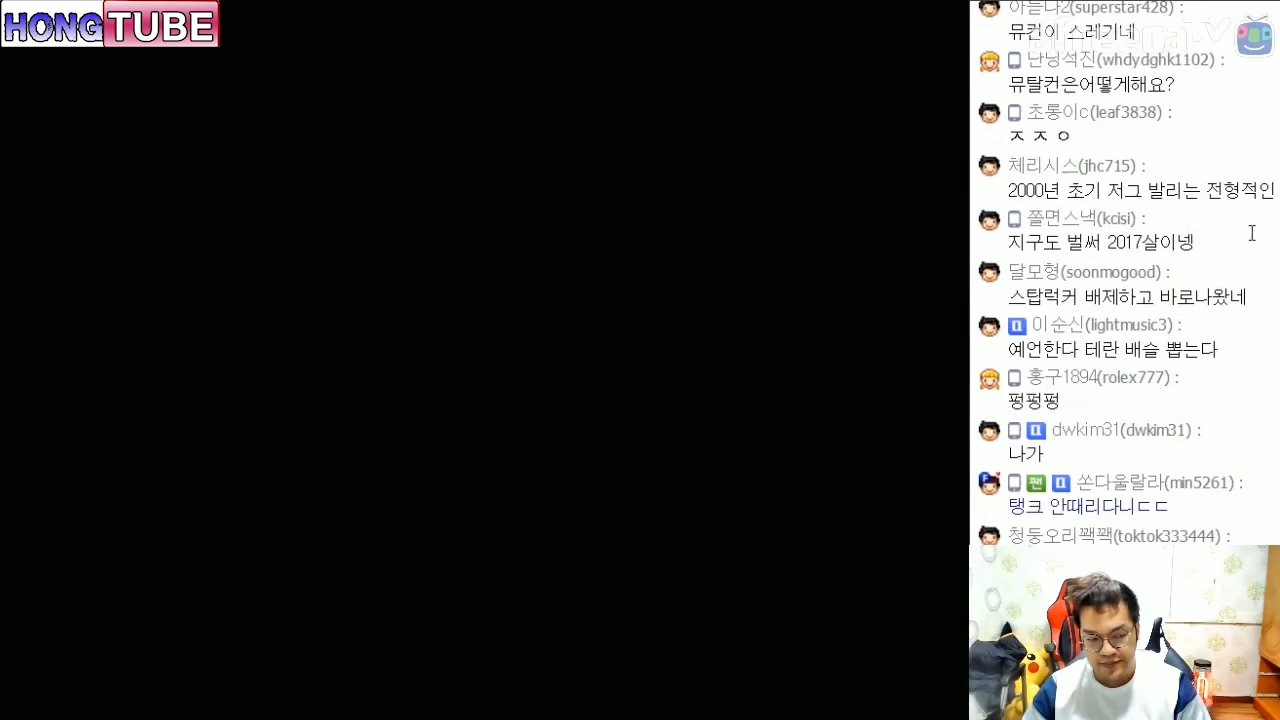 HONGTUBE
아듣나2(superstar428) :
뮤컨이 스레기네
afreecaTV
난닝석진(whdydghk1102) :
뮤탈컨은어떻게해요?
초롱이c(leaf3838) :
ㅈ ㅈ ㅇ
체리시스(jhc715) :
2000년 초기 저그 발리는 전형적인
쫄면스낵(kcisi) :
지구도 벌써 2017살이넹
달모형(soonmogood) :
스탑럭커 배제하고 바로나왔네
이순신(lightmusic3) :
예언한다 테란 배슬 뽑는다
홍구1894(rolex777) :
펑펑펑
dwkim31(dwkim31) :
나가
팬 쏜다울랄라(min5261) :
탱크 안때리다니ㄷㄷ
청둥오리꽥꽥(toktok333444) :